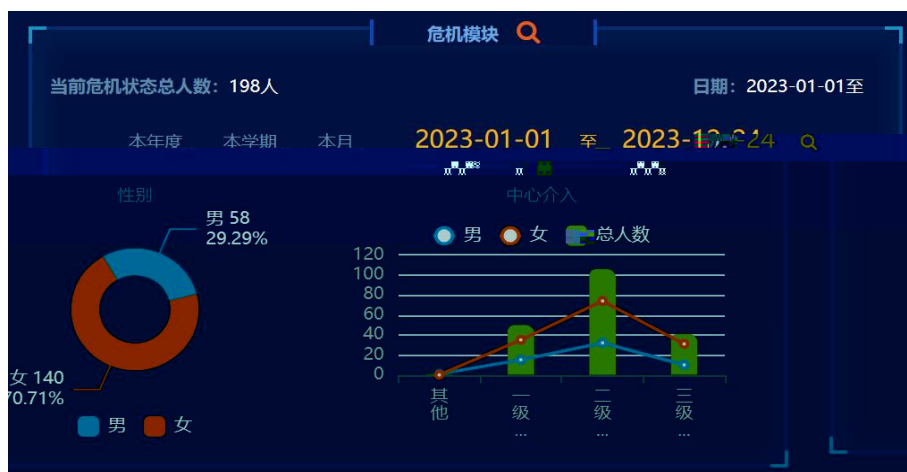 危机模块
当前危机状态总人数：198人
日期：2023-01-01至
本年度 本学期 本月 2023-01-01 至
性别
中心介入
男 58
29.29%
男 女 总人数
120
100
80
60
40
20
0
女 140
70.71%
其他
一级...
二级...
三级...
男 女